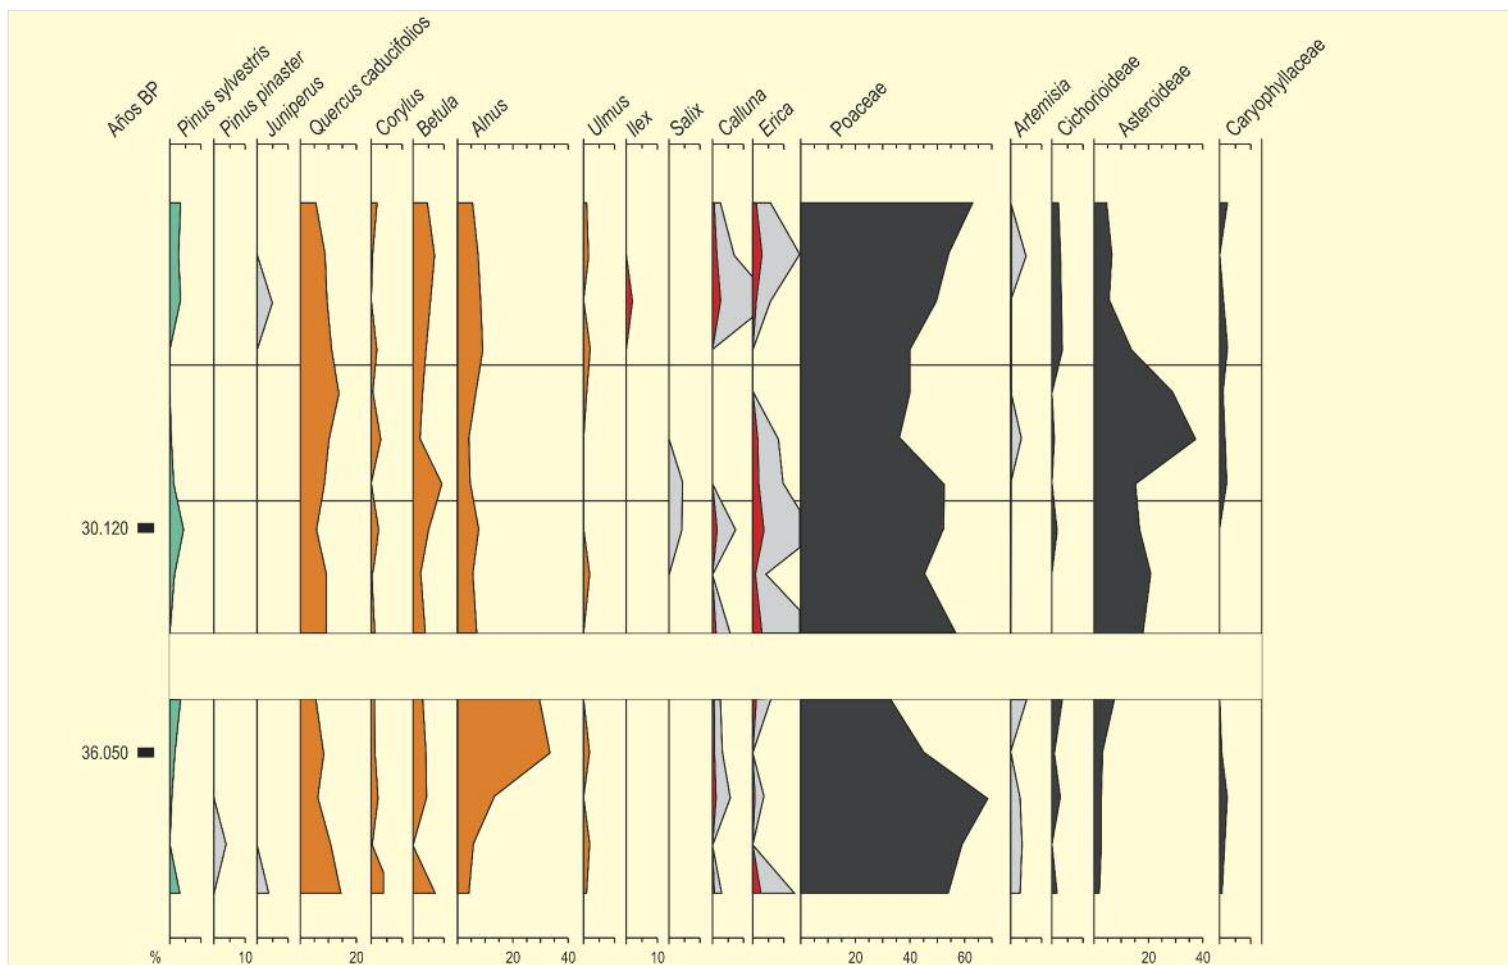 Años BP
Pinus sylvestris
Pinus pinaster
Juniperus
Quercus caducifolios
Corylus
Betula
Alnus
Ulmus
Ilex
Salix
Calluna
Erica
Poaceae
Artemisia
Cichorioideae
Asteroideae
Caryophyllaceae
30.120
36.050
% 10 20 20 40 10 20 40 60 20 40